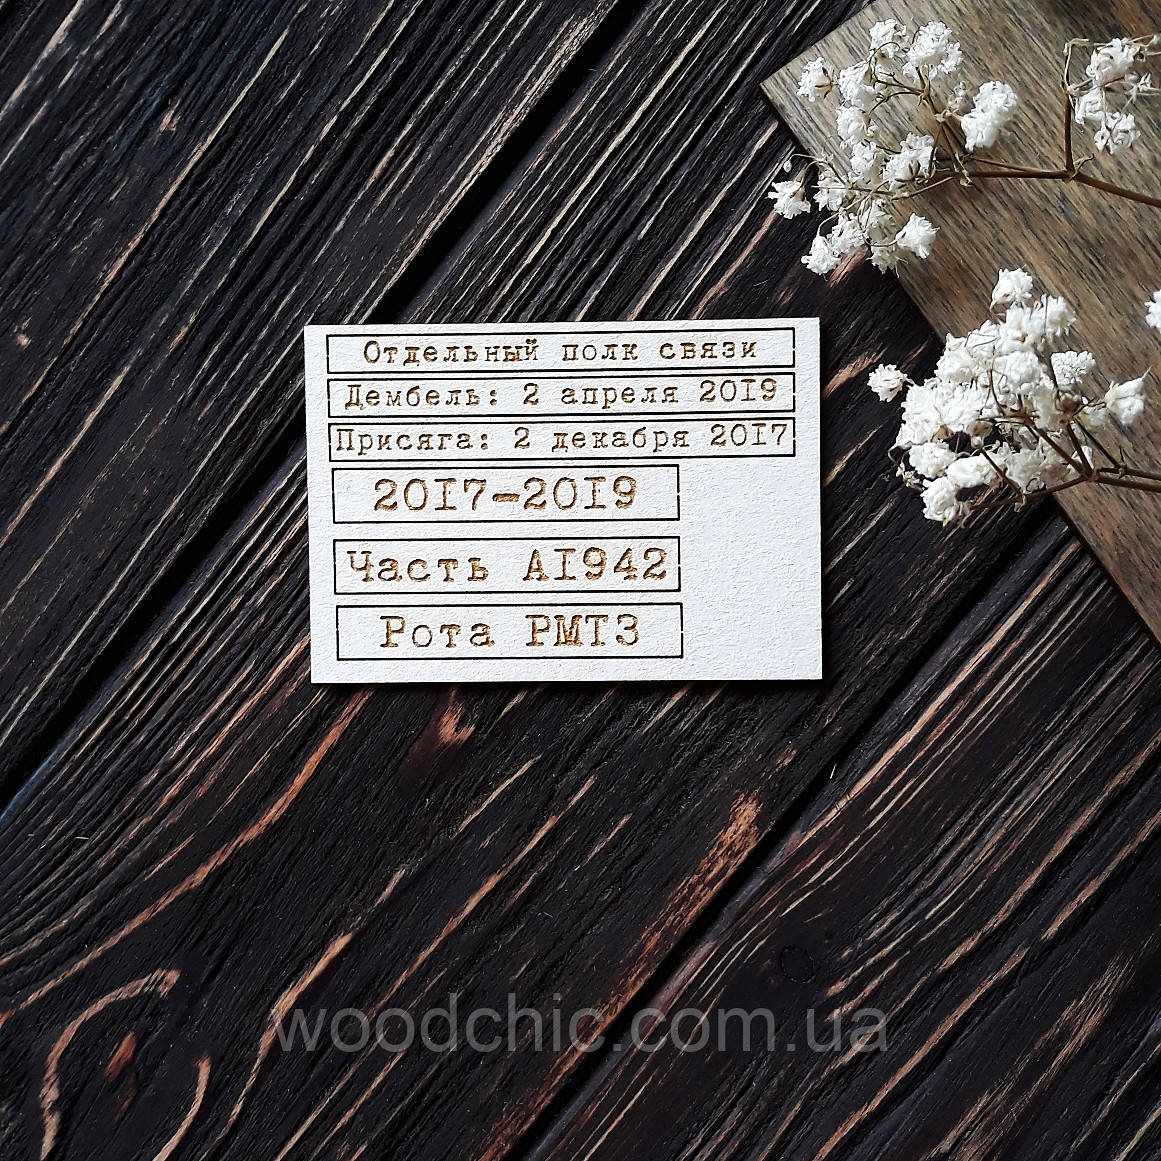 Отдельный полк связи
Дембель: 2 апреля 2019
Присяга: 2 декабря 2017
2017-2019
Часть А1942
Рота РМТЗ
woodchic.com.ua